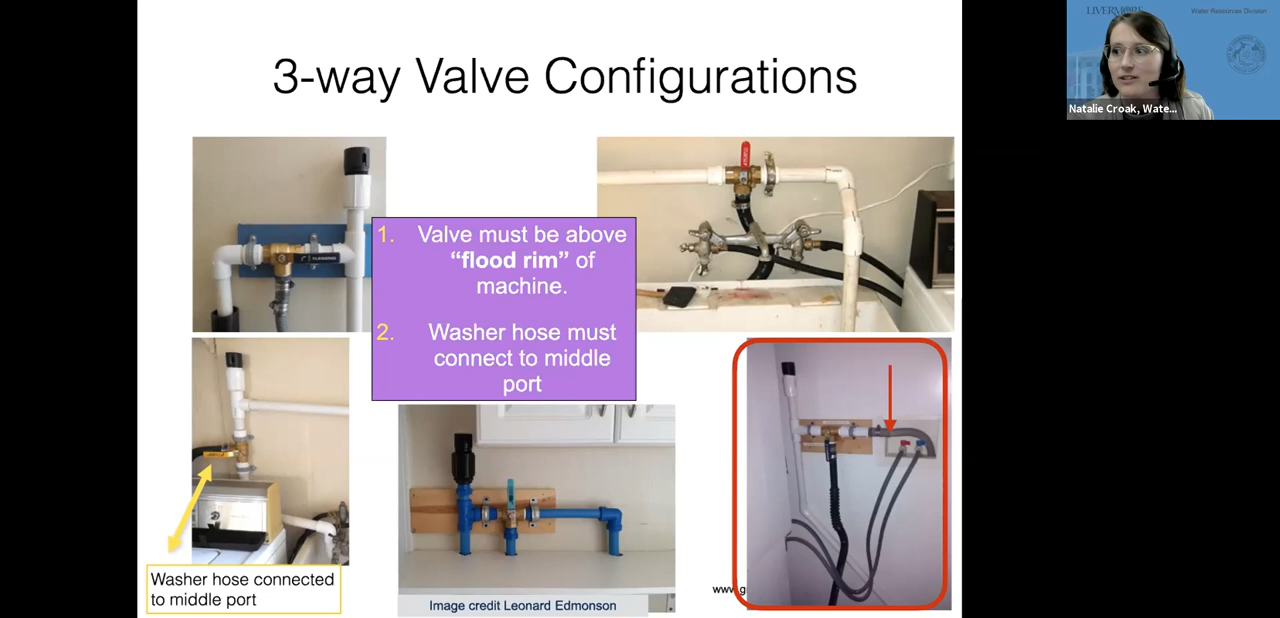 3-way Valve Configurations
1. Valve must be above
“flood rim” of
machine.
2. Washer hose must
connect to middle
port
Washer hose connected
to middle port
Image credit Leonard Edmonson
www.g
LIVERMORE
Water Resources Division
Natalie Croak, Wate...